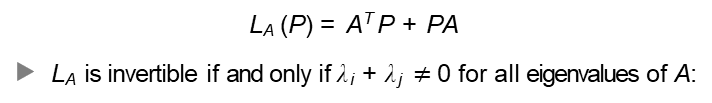 L_A (P) = A^T P + PA
▶ L_A is invertible if and only if λ_i + λ_j ≠ 0 for all eigenvalues of A: